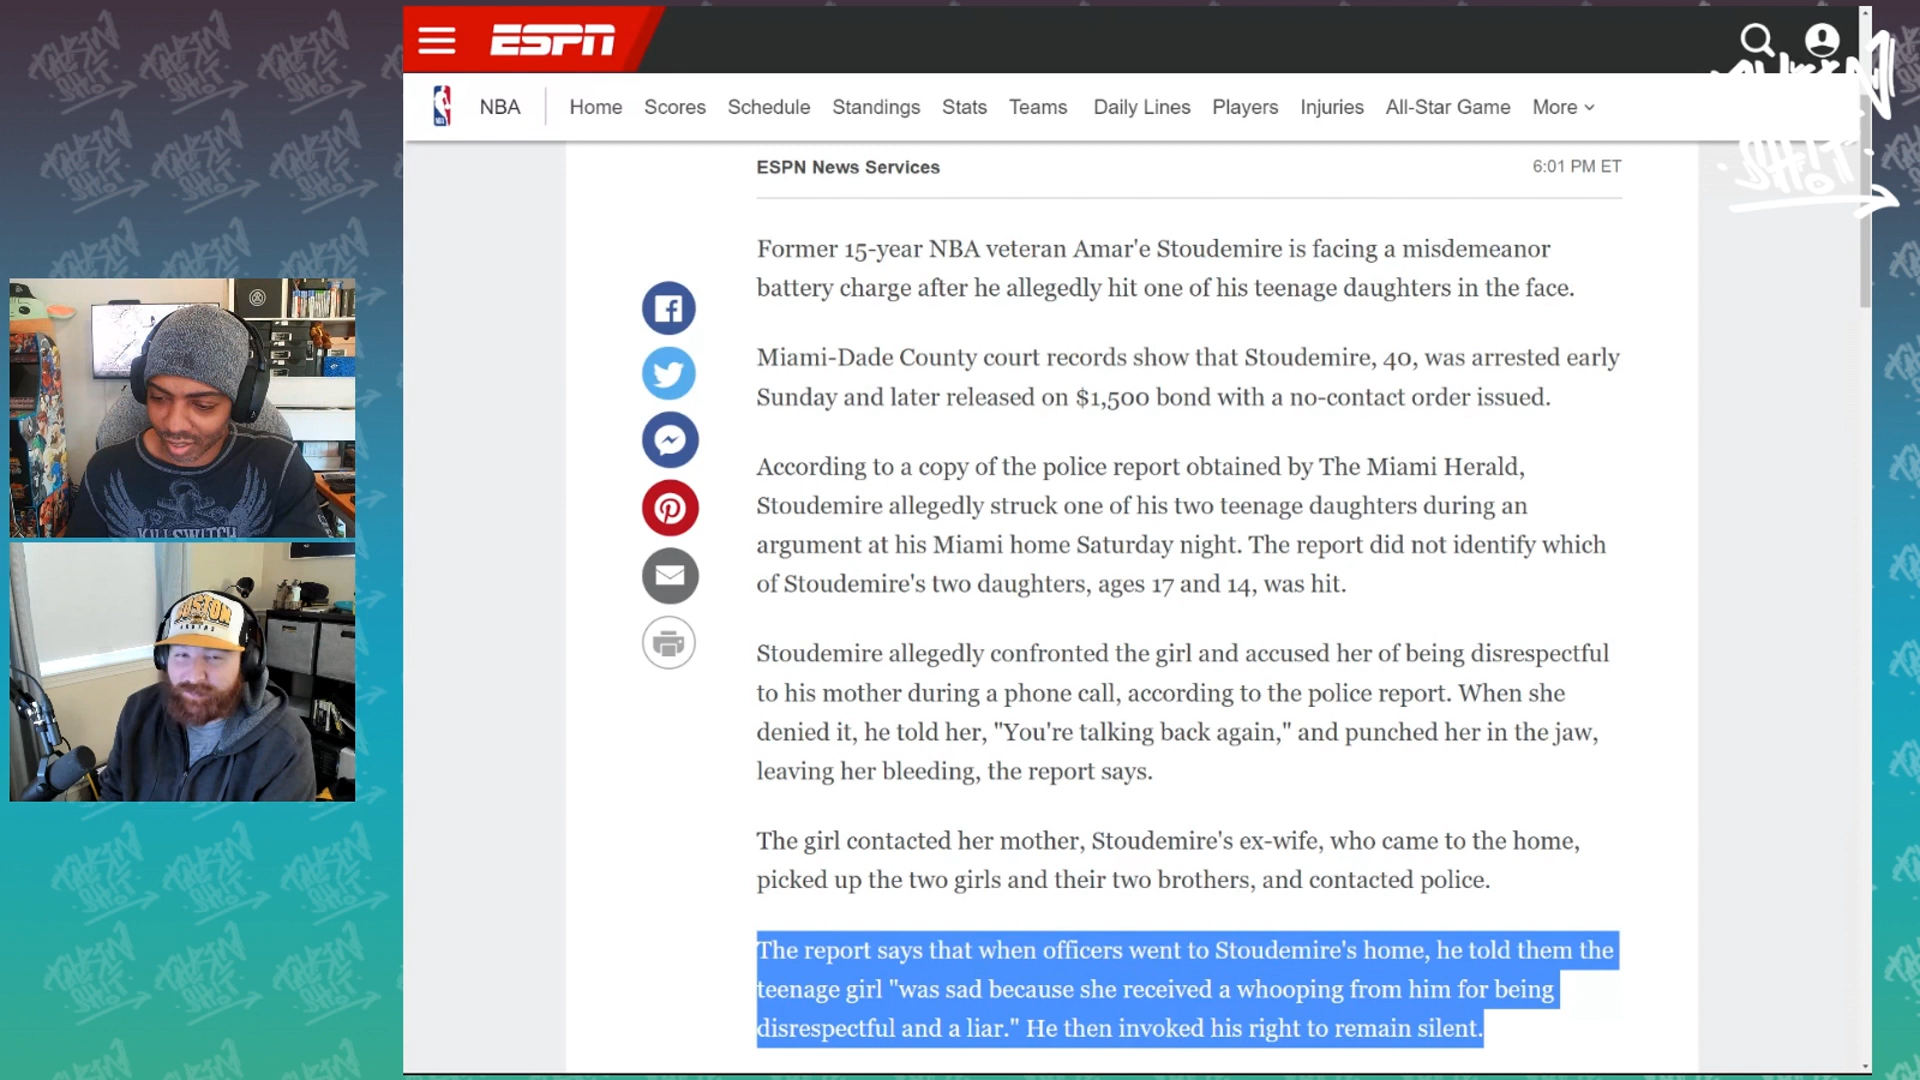 ESPN
NBA Home Scores Schedule Standings Stats Teams Daily Lines Players Injuries All-Star Game More
ESPN News Services 6:01 PM ET
Former 15-year NBA veteran Amar'e Stoudemire is facing a misdemeanor
battery charge after he allegedly hit one of his teenage daughters in the face.
Miami-Dade County court records show that Stoudemire, 40, was arrested early
Sunday and later released on $1,500 bond with a no-contact order issued.
According to a copy of the police report obtained by The Miami Herald,
Stoudemire allegedly struck one of his two teenage daughters during an
argument at his Miami home Saturday night. The report did not identify which
of Stoudemire's two daughters, ages 17 and 14, was hit.
Stoudemire allegedly confronted the girl and accused her of being disrespectful
to his mother during a phone call, according to the police report. When she
denied it, he told her, "You're talking back again," and punched her in the jaw,
leaving her bleeding, the report says.
The girl contacted her mother, Stoudemire's ex-wife, who came to the home,
picked up the two girls and their two brothers, and contacted police.
The report says that when officers went to Stoudemire's home, he told them the
teenage girl "was sad because she received a whooping from him for being
disrespectful and a liar." He then invoked his right to remain silent.
KILLSWITCH
BOSTON
BRUINS
TALKIN
SH!T